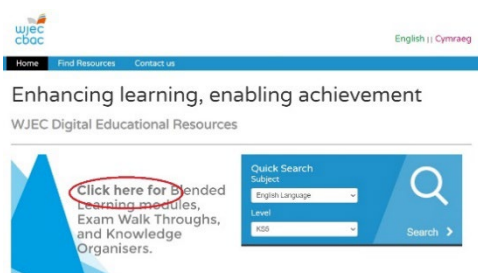 wjec
cbac
English || Cymraeg
Home Find Resources Contact us
Enhancing learning, enabling achievement
WJEC Digital Educational Resources
Click here for Blended
Learning modules,
Exam Walk Throughs,
and Knowledge
Organisers.
Quick Search
Subject
English Language
Level
KS5
Search >